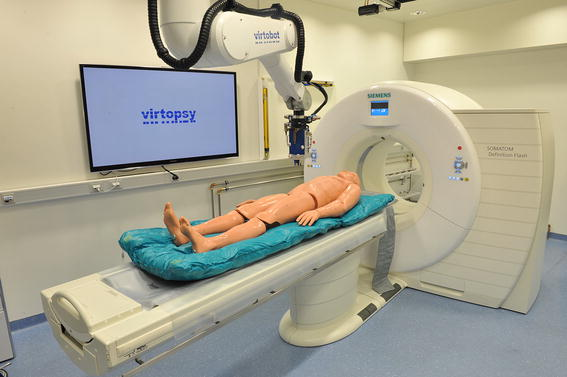 virtobot
virtopsy
SIEMENS
SOMATOM
Definition Flash